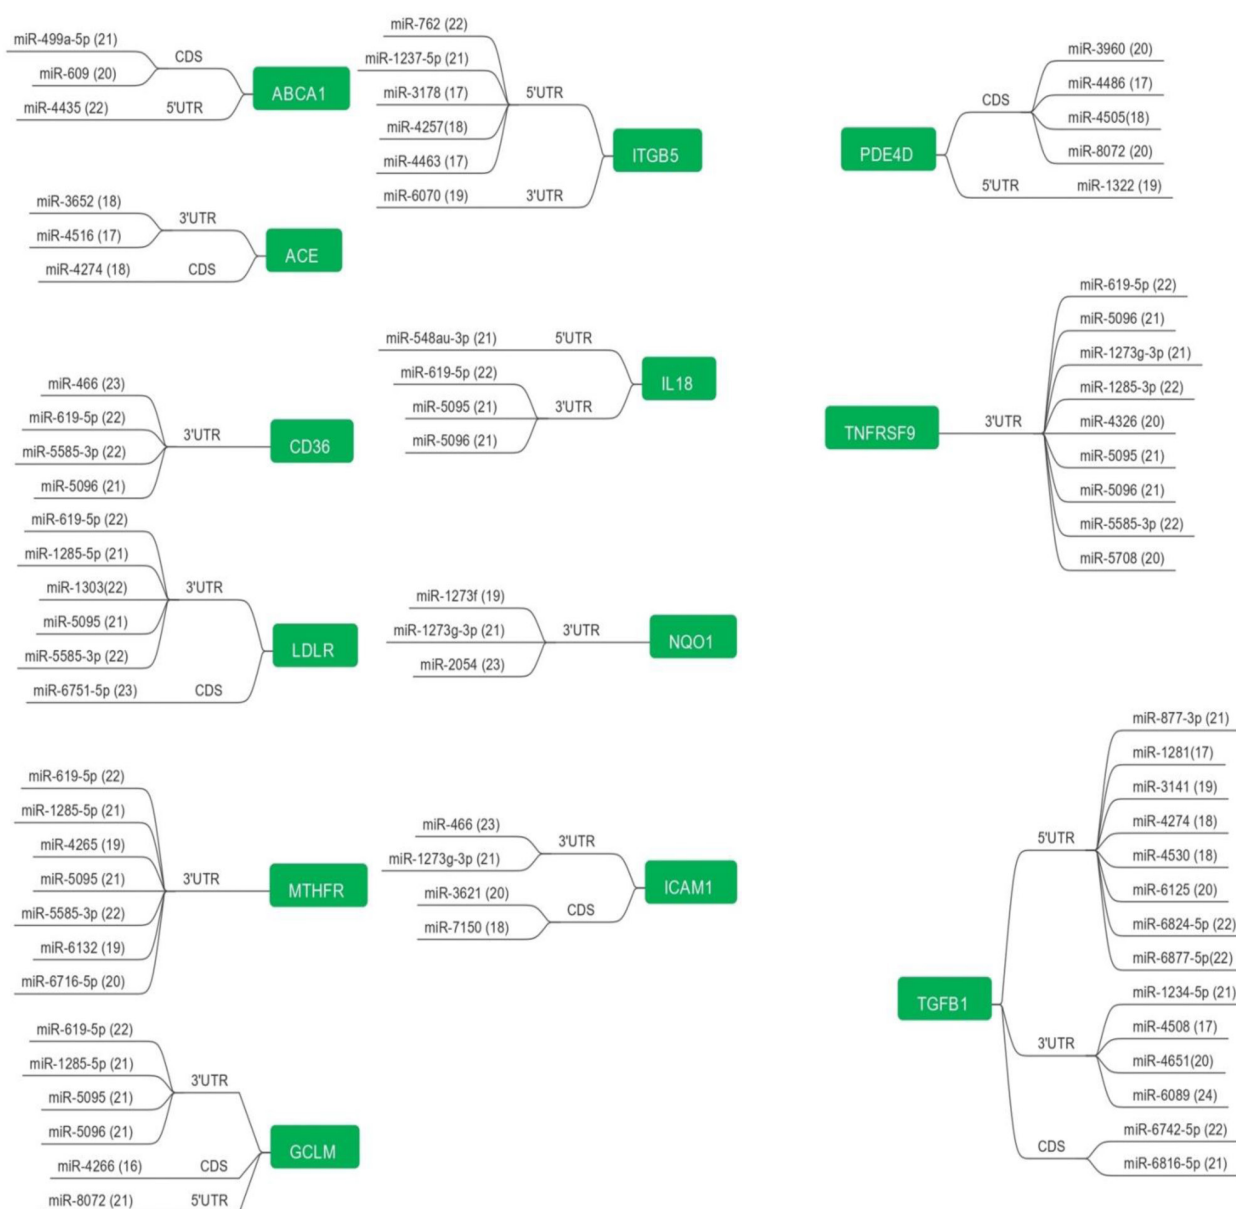 miR-499a-5p (21)
miR-609 (20)
CDS
miR-4435 (22)
5'UTR
ABCA1
miR-3652 (18)
miR-4516 (17)
3'UTR
miR-4274 (18)
CDS
ACE
miR-466 (23)
miR-619-5p (22)
miR-5585-3p (22)
miR-5096 (21)
3'UTR
CD36
miR-619-5p (22)
miR-1285-5p (21)
miR-1303(22)
miR-5095 (21)
miR-5585-3p (22)
3'UTR
miR-6751-5p (23)
CDS
LDLR
miR-619-5p (22)
miR-1285-5p (21)
miR-4265 (19)
miR-5095 (21)
miR-5585-3p (22)
miR-6132 (19)
miR-6716-5p (20)
3'UTR
MTHFR
miR-619-5p (22)
miR-1285-5p (21)
miR-5095 (21)
miR-5096 (21)
3'UTR
miR-4266 (16)
CDS
miR-8072 (21)
5'UTR
GCLM
miR-762 (22)
miR-1237-5p (21)
miR-3178 (17)
miR-4257(18)
miR-4463 (17)
5'UTR
miR-6070 (19)
3'UTR
ITGB5
miR-548au-3p (21)
5'UTR
miR-619-5p (22)
miR-5095 (21)
miR-5096 (21)
3'UTR
IL18
miR-1273f (19)
miR-1273g-3p (21)
miR-2054 (23)
3'UTR
NQO1
miR-466 (23)
miR-1273g-3p (21)
3'UTR
miR-3621 (20)
miR-7150 (18)
CDS
ICAM1
PDE4D
CDS
miR-3960 (20)
miR-4486 (17)
miR-4505(18)
miR-8072 (20)
5'UTR
miR-1322 (19)
TNFRSF9
3'UTR
miR-619-5p (22)
miR-5096 (21)
miR-1273g-3p (21)
miR-1285-3p (22)
miR-4326 (20)
miR-5095 (21)
miR-5096 (21)
miR-5585-3p (22)
miR-5708 (20)
TGFB1
5'UTR
miR-877-3p (21)
miR-1281(17)
miR-3141 (19)
miR-4274 (18)
miR-4530 (18)
miR-6125 (20)
miR-6824-5p (22)
miR-6877-5p(22)
3'UTR
miR-1234-5p (21)
miR-4508 (17)
miR-4651(20)
miR-6089 (24)
CDS
miR-6742-5p (22)
miR-6816-5p (21)